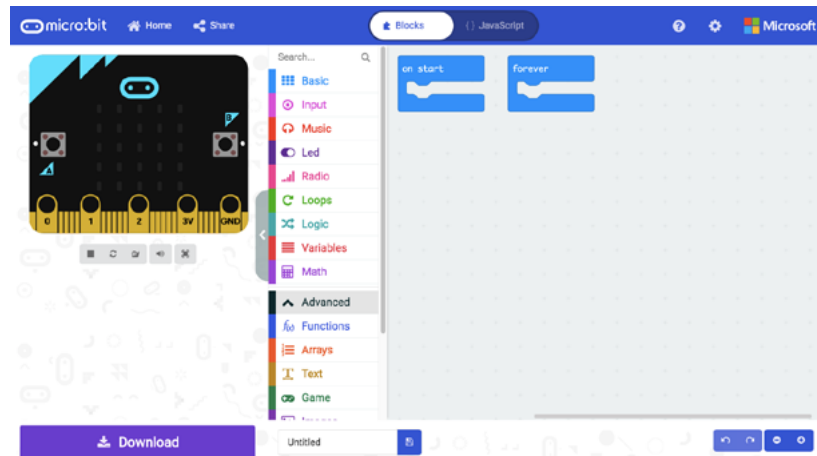 micro:bit Home Share Blocks {} JavaScript ? Microsoft
Search...
Basic
Input
Music
Led
Radio
Loops
Logic
Variables
Math
Advanced
f(x) Functions
Arrays
T Text
Game
on start
forever
A
B
0 1 2 3V GND
Download
Untitled